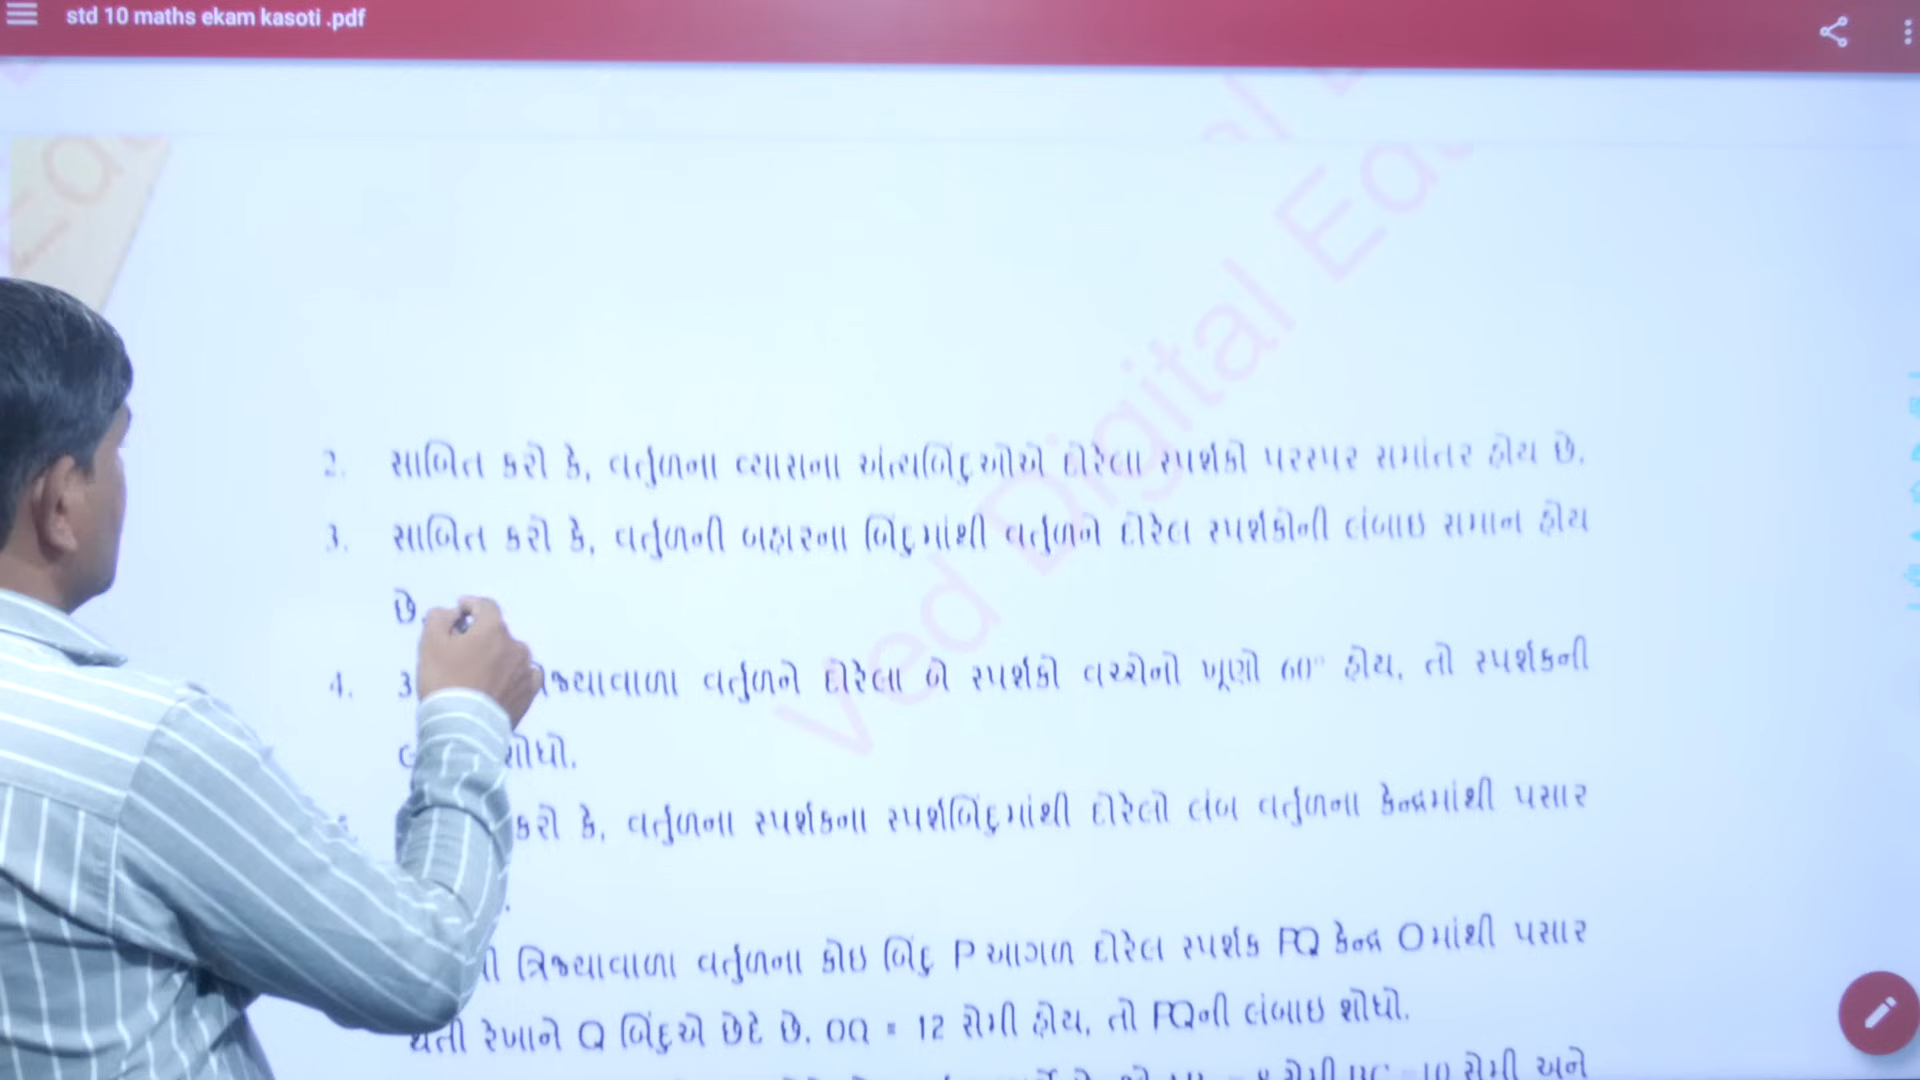 std 10 maths ekam kasoti .pdf
ved Digital Edu
2. સાબિત કરો કે, વર્તુળના વ્યાસના અંત્યબિંદુઓએ દોરેલા સ્પર્શકો પરસ્પર સમાંતર હોય છે.
3. સાબિત કરો કે, વર્તુળની બહારના બિંદુમાંથી વર્તુળને દોરેલ સ્પર્શકોની લંબાઇ સમાન હોય
છે.
4. 3 વર્તુળને દોરેલા બે સ્પર્શકો વચ્ચેનો ખૂણો 60° હોય, તો સ્પર્શકની
શોધો.
કરો કે, વર્તુળના સ્પર્શકના સ્પર્શબિંદુમાંથી દોરેલો લંબ વર્તુળના કેન્દ્રમાંથી પસાર
ત્રિજ્યાવાળા વર્તુળના કોઇ બિંદુ P આગળ દોરેલ સ્પર્શક PQ કેન્દ્ર O માંથી પસાર
થતી રેખાને Q બિંદુએ છેદે છે. OQ = 12 સેમી હોય, તો PQની લંબાઇ શોધો.
10 સેમી અને